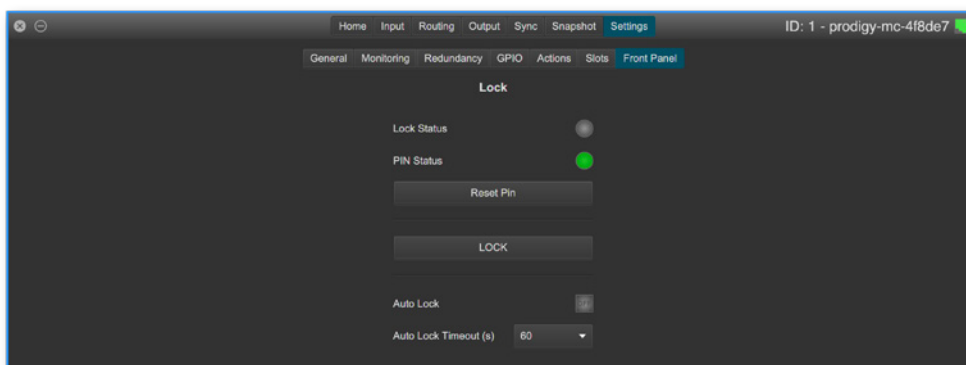 Home Input Routing Output Sync Snapshot Settings ID: 1 - prodigy-mc-4f8de7
General Monitoring Redundancy GPIO Actions Slots Front Panel
Lock
Lock Status
PIN Status
Reset Pin
LOCK
Auto Lock
Auto Lock Timeout (s) 60